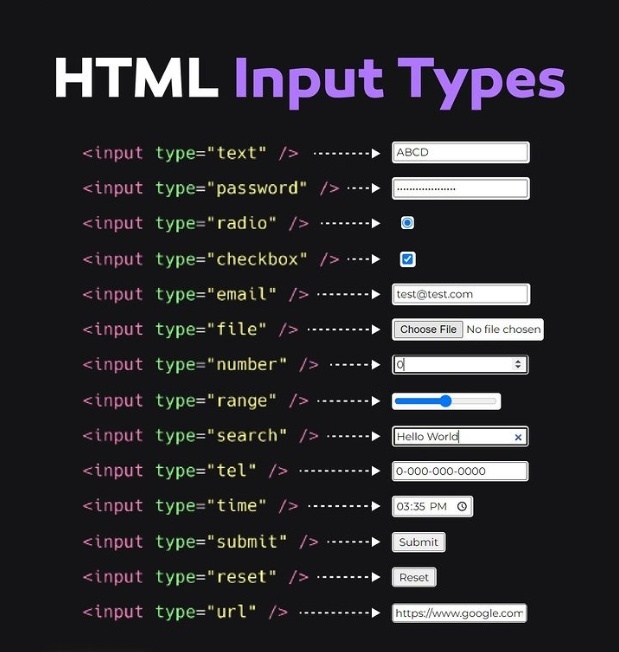 HTML Input Types
<input type="text" /> ABCD
<input type="password" /> ••••••••••••••••••
<input type="radio" />
<input type="checkbox" />
<input type="email" /> test@test.com
<input type="file" /> Choose File No file chosen
<input type="number" /> 0
<input type="range" />
<input type="search" /> Hello World ×
<input type="tel" /> 0-000-000-0000
<input type="time" /> 03:35 PM
<input type="submit" /> Submit
<input type="reset" /> Reset
<input type="url" /> https://www.google.com